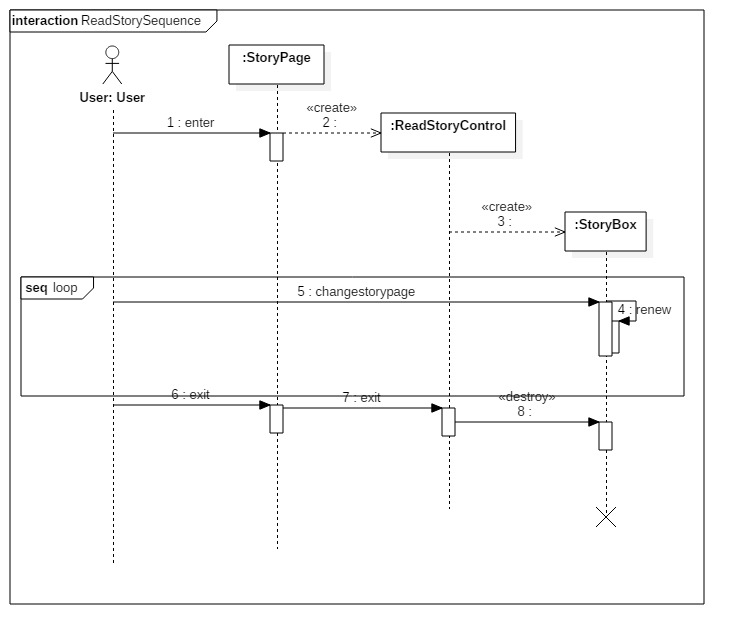 interaction ReadStorySequence
:StoryPage
User: User
«create»
1 : enter
2 :
:ReadStoryControl
«create»
3 :
:StoryBox
seq loop
5 : changestorypage
4 : renew
6 : exit
7 : exit
«destroy»
8 :